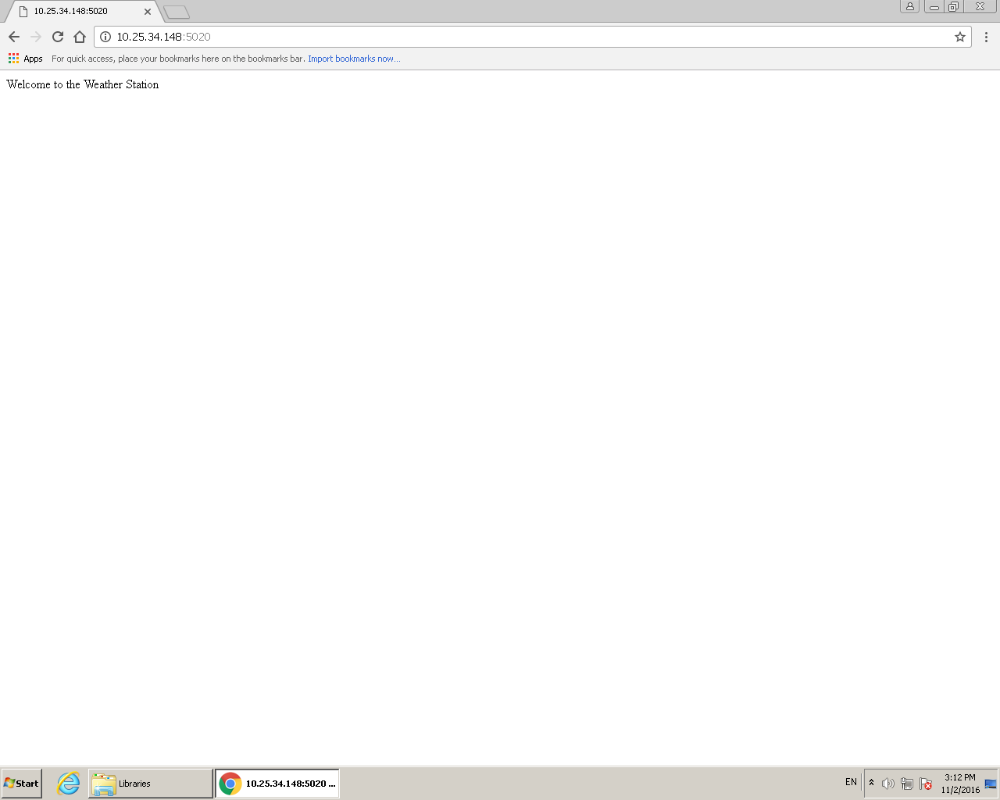 10.25.34.148:5020
10.25.34.148:5020
Apps For quick access, place your bookmarks here on the bookmarks bar. Import bookmarks now...
Welcome to the Weather Station
Start Libraries 10.25.34.148:5020 ... EN 3:12 PM
11/2/2016